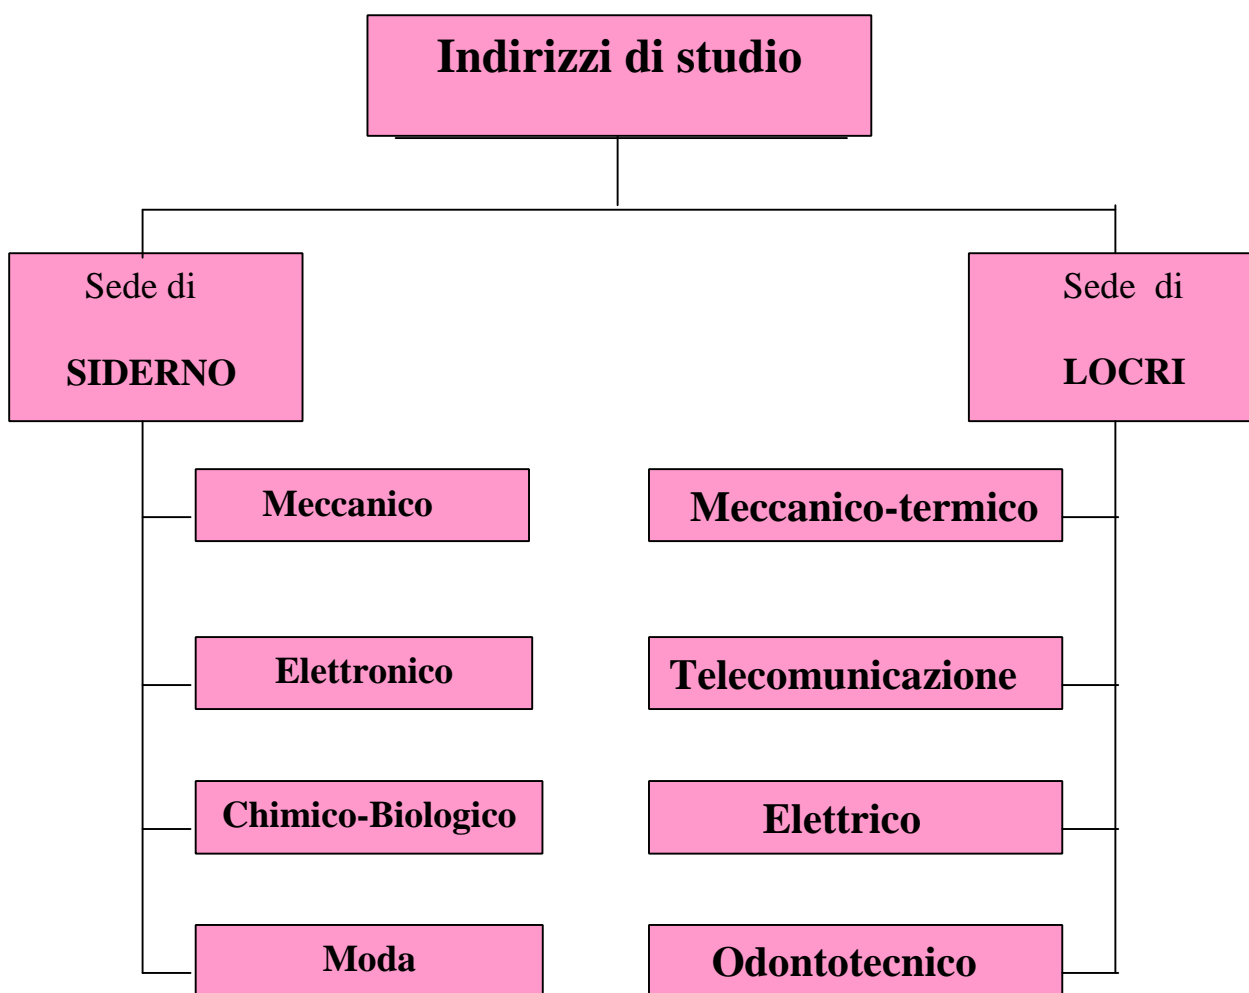 Indirizzi di studio
Sede di
SIDERNO
Sede di
LOCRI
Meccanico
Meccanico-termico
Elettronico
Telecomunicazione
Chimico-Biologico
Elettrico
Moda
Odontotecnico